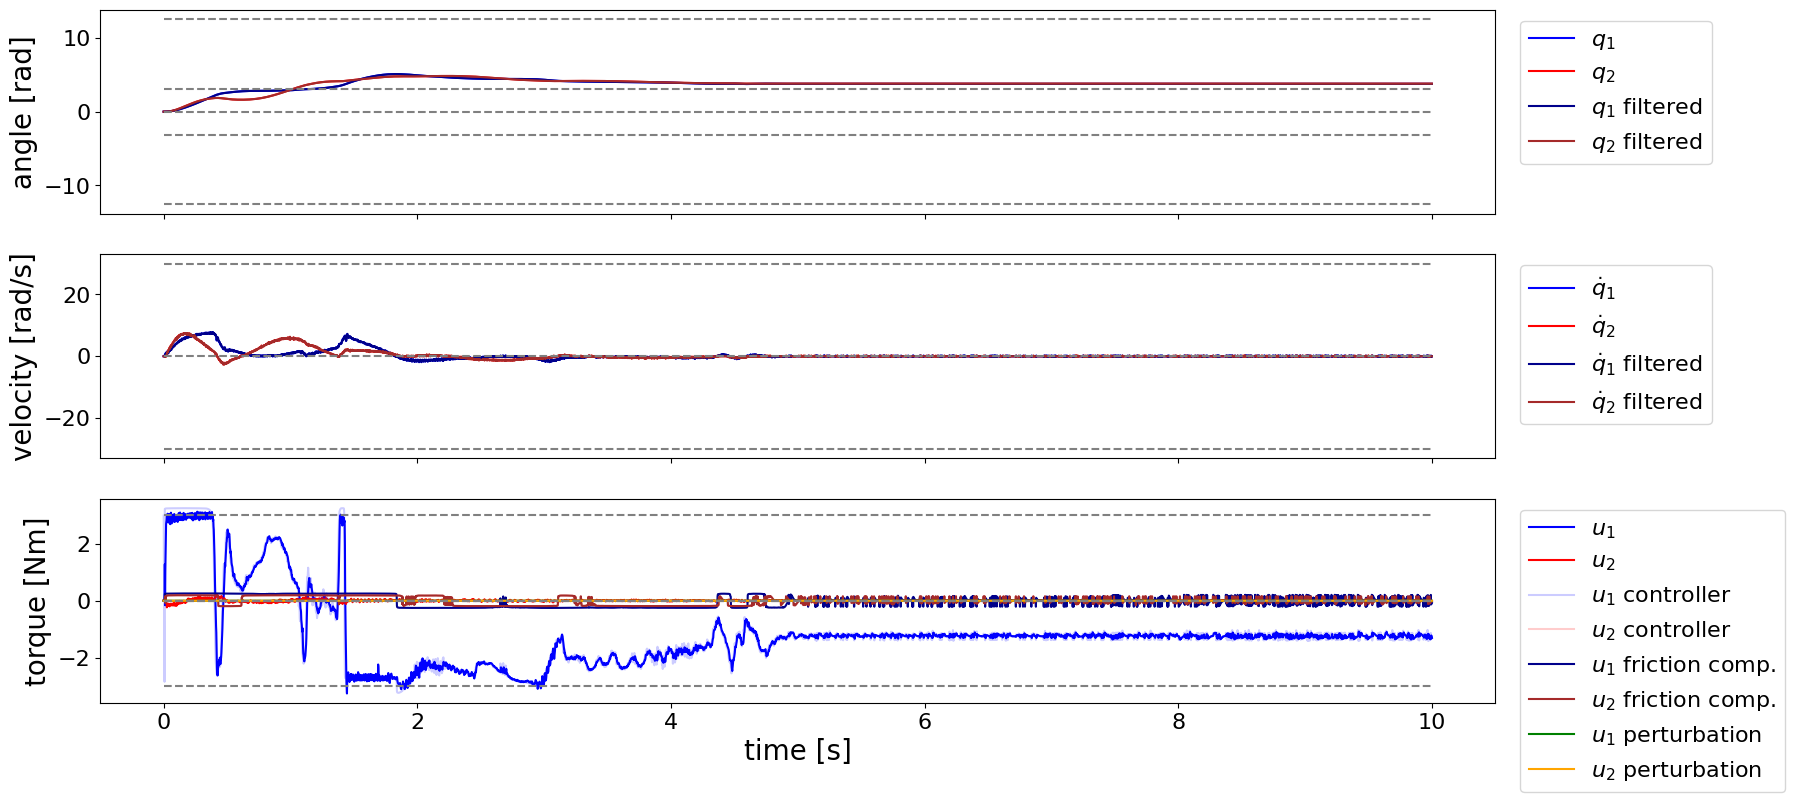 angle [rad]
10
0
−10
q₁
q₂
q₁ filtered
q₂ filtered
velocity [rad/s]
20
0
−20
q̇₁
q̇₂
q̇₁ filtered
q̇₂ filtered
torque [Nm]
2
0
−2
0 2 4 6 8 10
time [s]
u₁
u₂
u₁ controller
u₂ controller
u₁ friction comp.
u₂ friction comp.
u₁ perturbation
u₂ perturbation